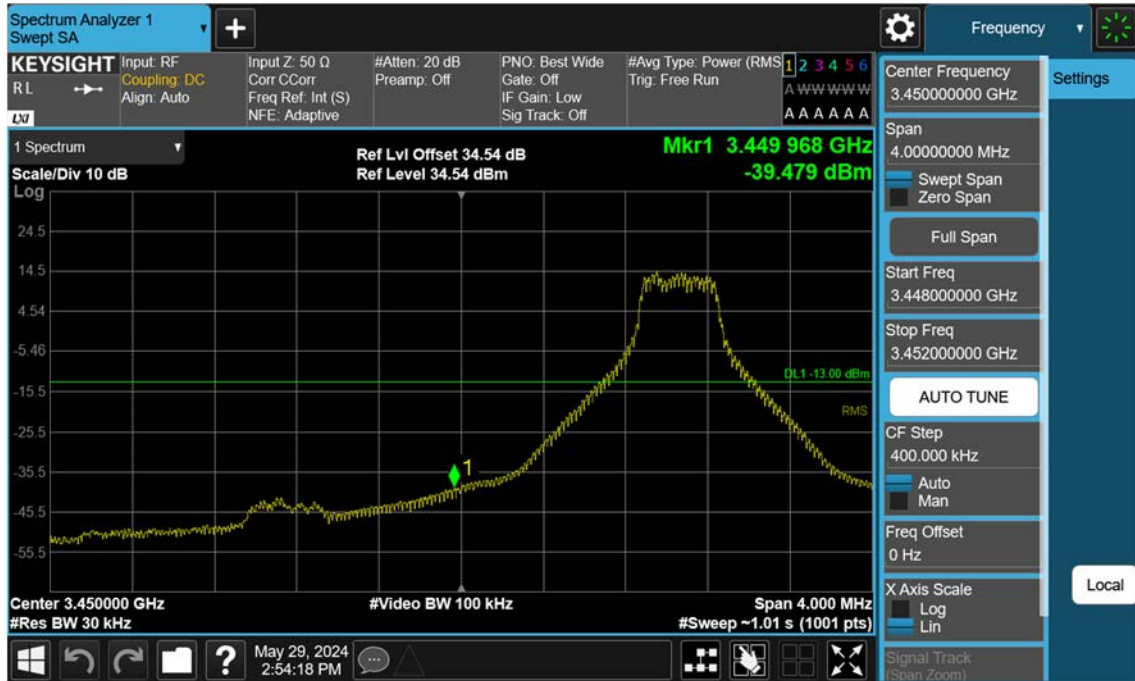 Spectrum Analyzer 1
Swept SA
Frequency
KEYSIGHT
R L
LXI
Input: RF
Coupling: DC
Align: Auto
Input Z: 50 Ω
Corr CCorr
Freq Ref: Int (S)
NFE: Adaptive
#Atten: 20 dB
Preamp: Off
PNO: Best Wide
Gate: Off
IF Gain: Low
Sig Track: Off
#Avg Type: Power (RMS
Trig: Free Run
1 2 3 4 5 6
A W W W W W
A A A A A A
1 Spectrum
Scale/Div 10 dB
Log
Ref Lvl Offset 34.54 dB
Ref Level 34.54 dBm
Mkr1 3.449 968 GHz
-39.479 dBm
24.5
14.5
4.54
-5.46
-15.5
-25.5
-35.5
-45.5
-55.5
DL1 -13.00 dBm
RMS
1
Center 3.450000 GHz
#Res BW 30 kHz
#Video BW 100 kHz
Span 4.000 MHz
#Sweep ~1.01 s (1001 pts)
Center Frequency
3.450000000 GHz
Settings
Span
4.00000000 MHz
Swept Span
Zero Span
Full Span
Start Freq
3.448000000 GHz
Stop Freq
3.452000000 GHz
AUTO TUNE
CF Step
400.000 kHz
Auto
Man
Freq Offset
0 Hz
X Axis Scale
Log
Lin
Local
Signal Track
(Span Zoom)
?
May 29, 2024
2:54:18 PM